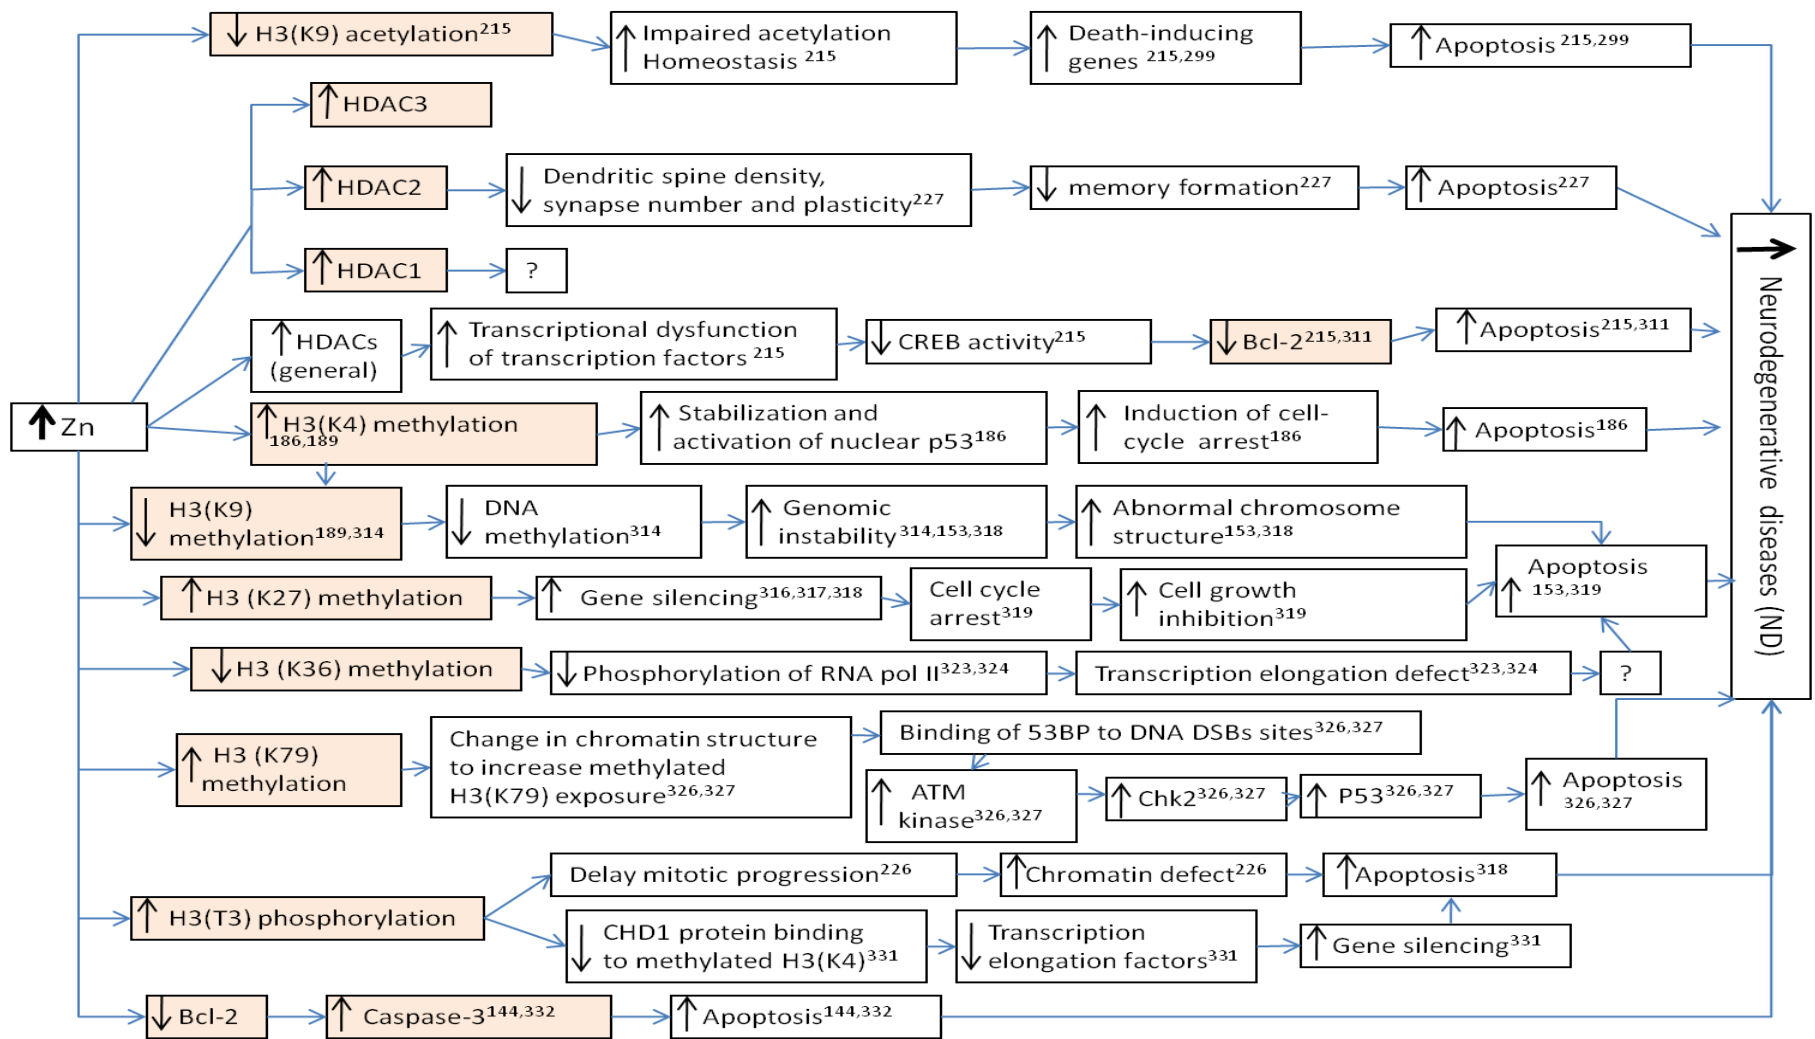 ↓ H3(K9) acetylation215
↑ Impaired acetylation
Homeostasis 215
↑ Death-inducing
genes 215,299
↑ Apoptosis 215,299
↑ HDAC3
↑ HDAC2
↓ Dendritic spine density,
synapse number and plasticity227
↓ memory formation227
↑ Apoptosis227
↑ HDAC1
?
↑ HDACs
(general)
↑ Transcriptional dysfunction
of transcription factors 215
↓ CREB activity215
↓ Bcl-2215,311
↑ Apoptosis215,311
↑ Zn
↑ H3(K4) methylation
186,189
↑ Stabilization and
activation of nuclear p53186
↑ Induction of cell-
cycle arrest186
↑ Apoptosis186
→ Neurodegenerative diseases (ND)
↓ H3(K9)
methylation189,314
↓ DNA
methylation314
↑ Genomic
instability314,153,318
↑ Abnormal chromosome
structure153,318
Apoptosis
↑ 153,319
↑ H3 (K27) methylation
↑ Gene silencing316,317,318
Cell cycle
arrest319
↑ Cell growth
inhibition319
↓ H3 (K36) methylation
↓ Phosphorylation of RNA pol II323,324
Transcription elongation defect323,324
?
↑ H3 (K79)
methylation
Change in chromatin structure
to increase methylated
H3(K79) exposure326,327
Binding of 53BP to DNA DSBs sites326,327
↑ ATM
kinase326,327
↑ Chk2326,327
↑ P53326,327
↑ Apoptosis
326,327
↑ H3(T3) phosphorylation
Delay mitotic progression226
↑ Chromatin defect226
↑ Apoptosis318
↓ CHD1 protein binding
to methylated H3(K4)331
↓ Transcription
elongation factors331
↑ Gene silencing331
↓ Bcl-2
↑ Caspase-3144,332
↑ Apoptosis144,332